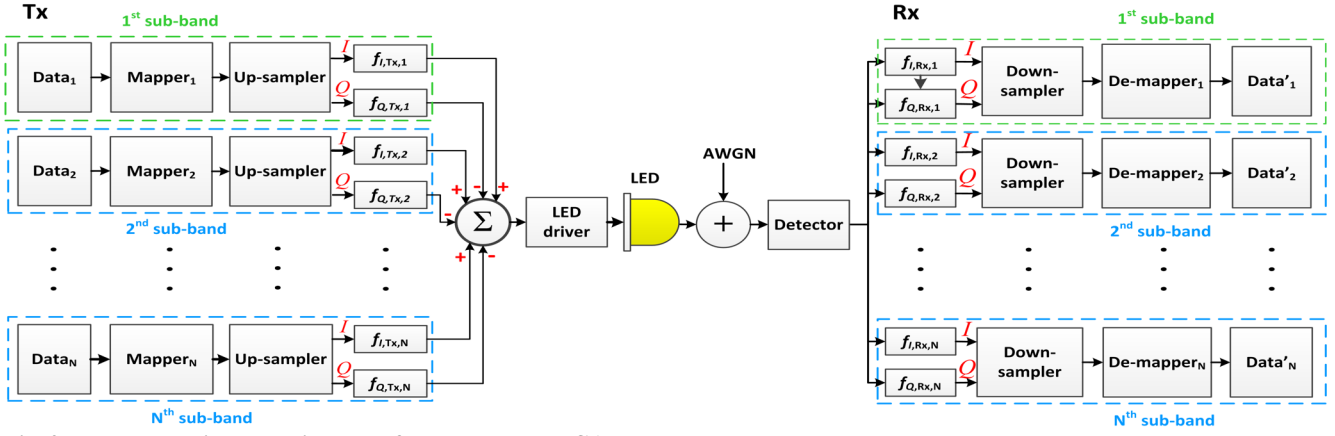 Tx
1st sub-band
Data1
Mapper1
Up-sampler
I
Q
fI,Tx,1
fQ,Tx,1
Data2
Mapper2
Up-sampler
I
Q
fI,Tx,2
fQ,Tx,2
2nd sub-band
DataN
MapperN
Up-sampler
I
Q
fI,Tx,N
fQ,Tx,N
Nth sub-band
+
-
-
+
+
-
Σ
LED
driver
LED
AWGN
+
Detector
Rx
1st sub-band
fI,Rx,1
fQ,Rx,1
I
Q
Down-
sampler
De-mapper1
Data'1
fI,Rx,2
fQ,Rx,2
I
Q
Down-
sampler
De-mapper2
Data'2
2nd sub-band
fI,Rx,N
fQ,Rx,N
I
Q
Down-
sampler
De-mapperN
Data'N
Nth sub-band